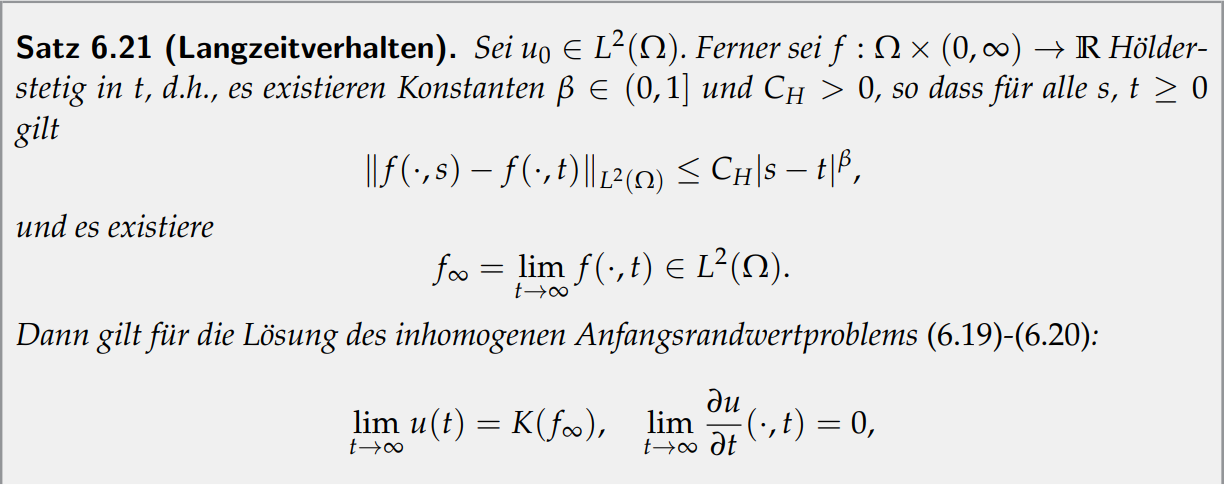 Satz 6.21 (Langzeitverhalten). Sei u₀ ∈ L²(Ω). Ferner sei f : Ω × (0, ∞) → ℝ Hölder-
stetig in t, d.h., es existieren Konstanten β ∈ (0, 1] und C_H > 0, so dass für alle s, t ≥ 0
gilt
‖f(·, s) − f(·, t)‖_{L²(Ω)} ≤ C_H|s − t|^β,
und es existiere
f_∞ = lim_{t→∞} f(·, t) ∈ L²(Ω).
Dann gilt für die Lösung des inhomogenen Anfangsrandwertproblems (6.19)-(6.20):
lim_{t→∞} u(t) = K(f_∞), lim_{t→∞} ∂u/∂t (·, t) = 0,